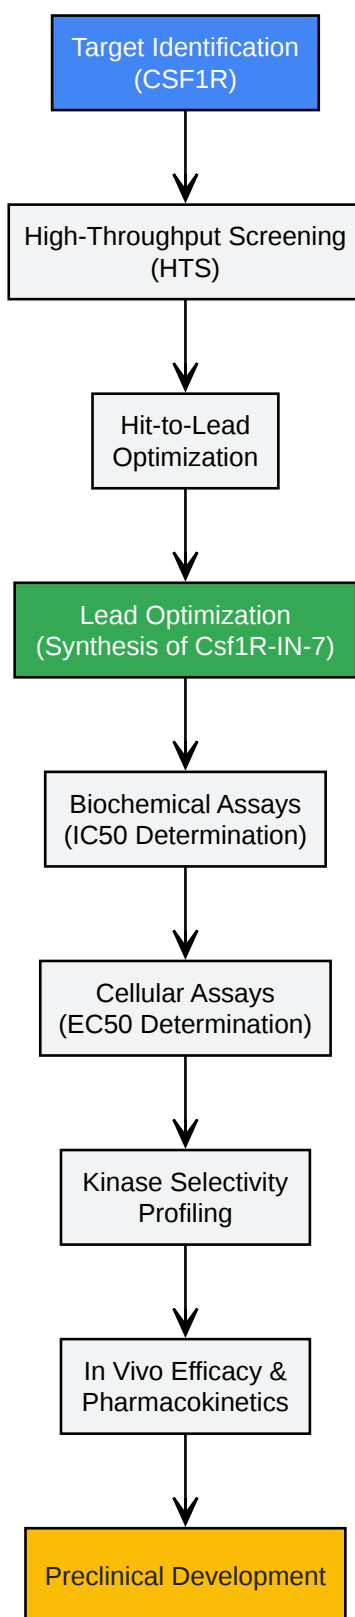 Target Identification
(CSF1R)
High-Throughput Screening
(HTS)
Hit-to-Lead
Optimization
Lead Optimization
(Synthesis of Csf1R-IN-7)
Biochemical Assays
(IC50 Determination)
Cellular Assays
(EC50 Determination)
Kinase Selectivity
Profiling
In Vivo Efficacy &
Pharmacokinetics
Preclinical Development